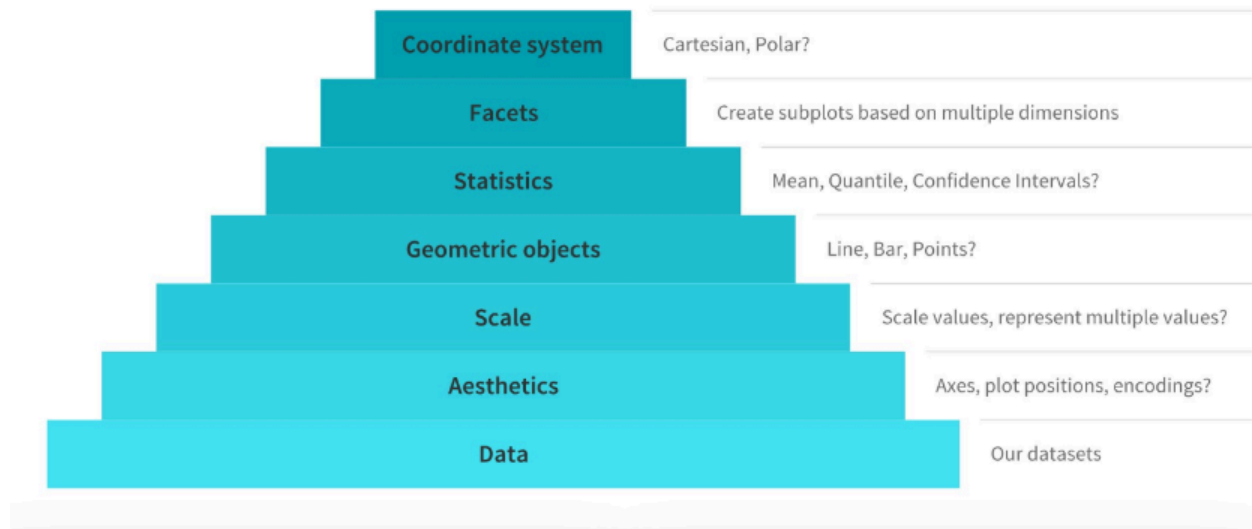 Coordinate system
Cartesian, Polar?
Facets
Create subplots based on multiple dimensions
Statistics
Mean, Quantile, Confidence Intervals?
Geometric objects
Line, Bar, Points?
Scale
Scale values, represent multiple values?
Aesthetics
Axes, plot positions, encodings?
Data
Our datasets